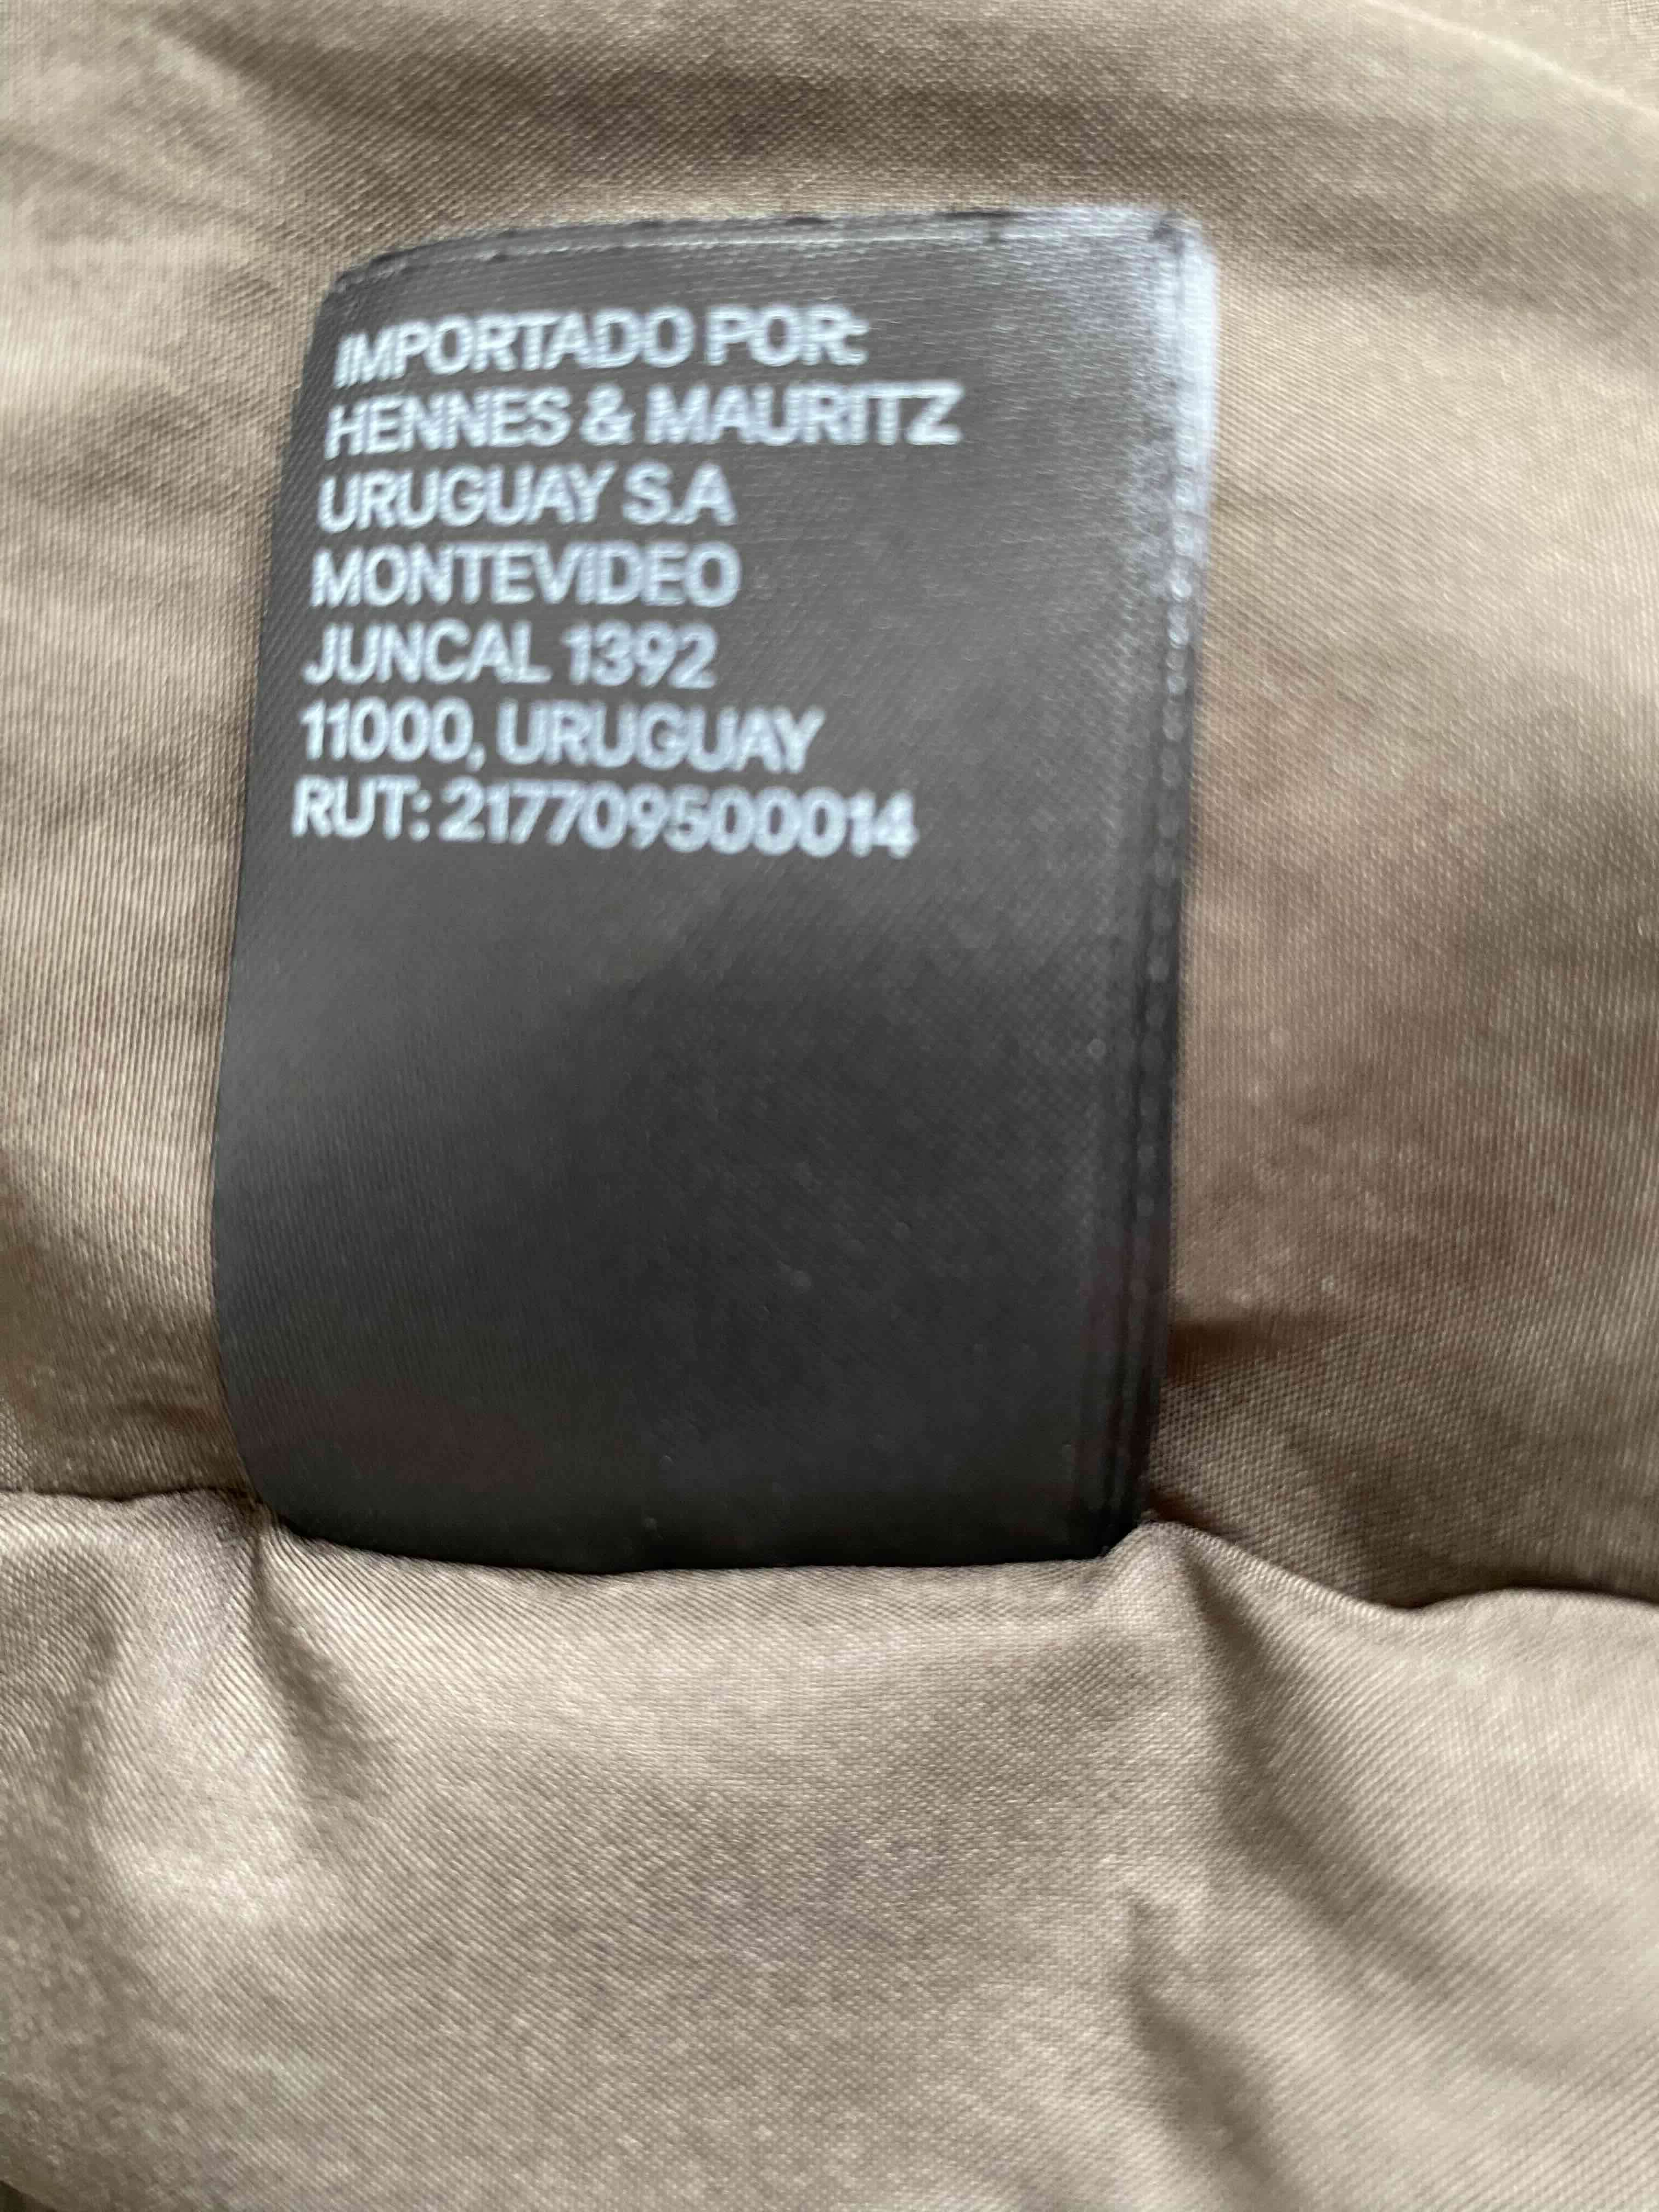 IMPORTADO POR:
HENNES & MAURITZ
URUGUAY S.A
MONTEVIDEO
JUNCAL 1392
11000, URUGUAY
RUT: 217709500014